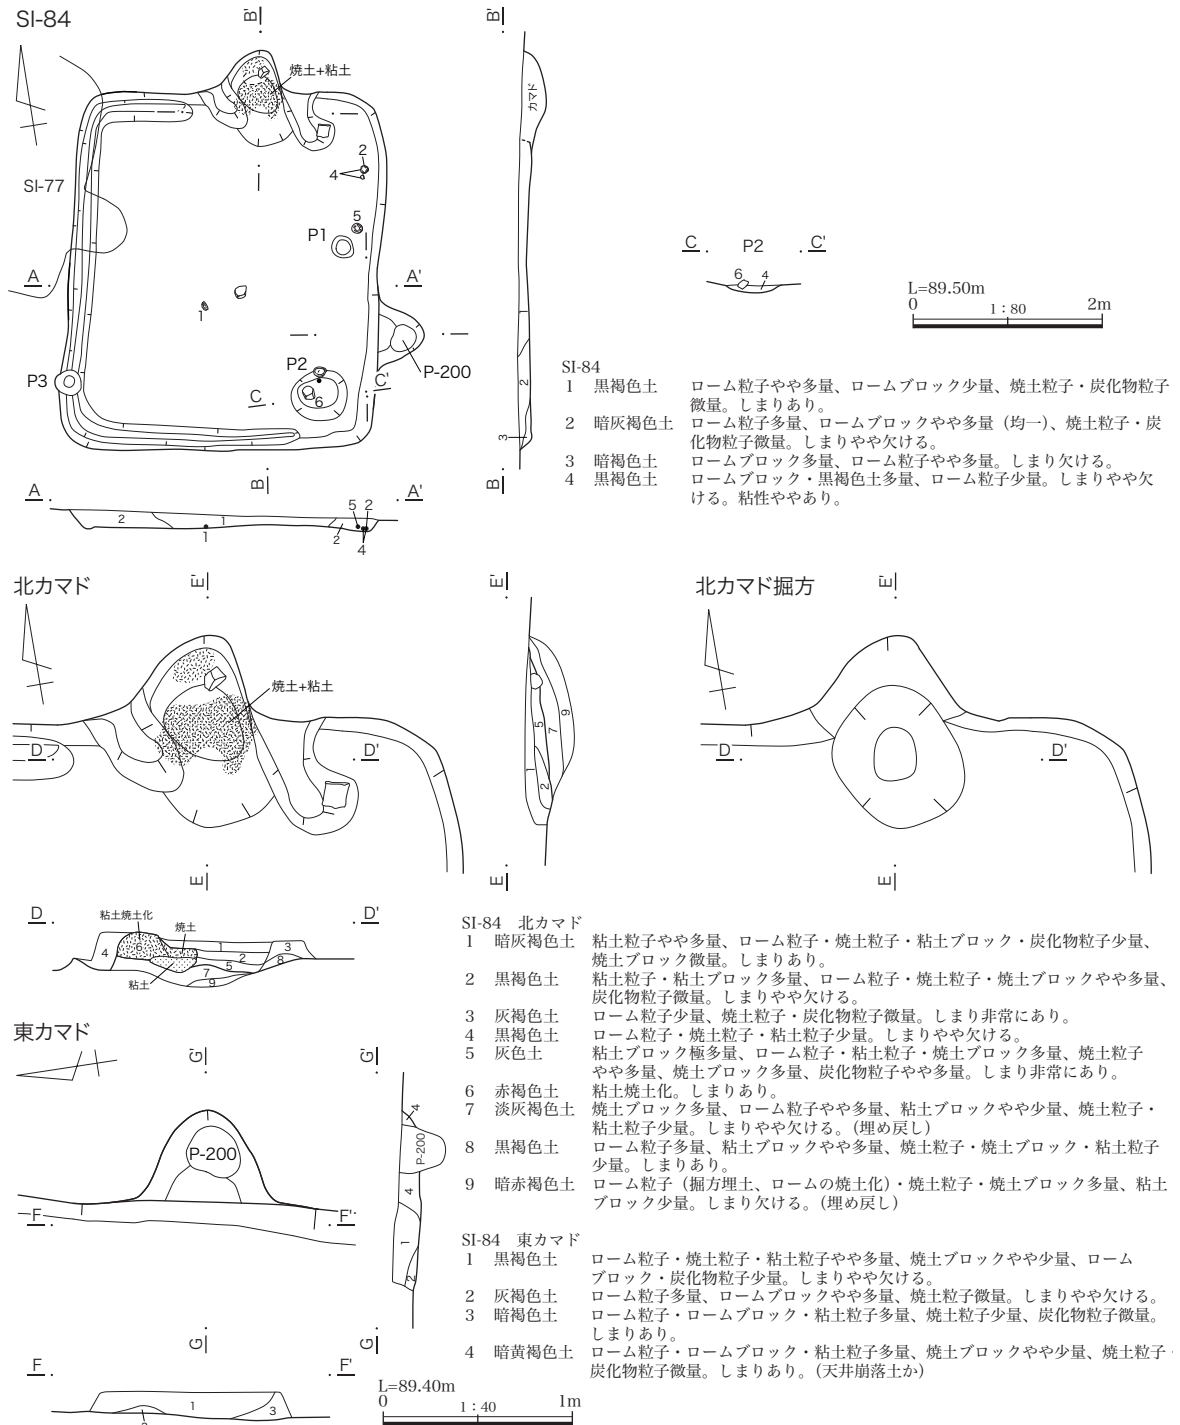 SI-84
B'
B'
焼土+粘土
カマド
2
4
SI-77
5
P1
C P2 C'
6 4
A A'
1
L=89.50m
0 1：80 2m
P2
P-200
P3
C C'
6
1
2
3
B
B
A A'
2 1 5 2
1 2 4
SI-84
1 黒褐色土 ローム粒子やや多量、ロームブロック少量、焼土粒子・炭化物粒子
微量。しまりあり。
2 暗灰褐色土 ローム粒子多量、ロームブロックやや多量（均一）、焼土粒子・炭
化物粒子微量。しまりやや欠ける。
3 暗褐色土 ロームブロック多量、ローム粒子やや多量。しまり欠ける。
4 黒褐色土 ロームブロック・黒褐色土多量、ローム粒子少量。しまりやや欠
ける。粘性ややあり。
北カマド
E'
E'
焼土+粘土
D D'
1
2
5
7
9
E
E
北カマド掘方
E'
D D'
E
D D'
粘土焼土化
焼土
4 6 1 3
2 8
7 5
9
粘土
SI-84 北カマド
1 暗灰褐色土 粘土粒子やや多量、ローム粒子・焼土粒子・粘土ブロック・炭化物粒子少量、
焼土ブロック微量。しまりあり。
2 黒褐色土 粘土粒子・粘土ブロック多量、ローム粒子・焼土粒子・焼土ブロックやや多量、
炭化物粒子微量。しまりやや欠ける。
3 灰褐色土 ローム粒子少量、焼土粒子・炭化物粒子微量。しまり非常にあり。
4 黒褐色土 ローム粒子・焼土粒子・粘土粒子少量。しまりやや欠ける。
5 灰色土 粘土ブロック極多量、ローム粒子・粘土粒子・焼土ブロック多量、焼土粒子
やや多量、焼土ブロック多量、炭化物粒子やや多量。しまり非常にあり。
6 赤褐色土 粘土焼土化。しまりあり。
7 淡灰褐色土 焼土ブロック多量、ローム粒子やや多量、粘土ブロックやや少量、焼土粒子・
粘土粒子少量。しまりやや欠ける。（埋め戻し）
8 黒褐色土 ローム粒子多量、粘土ブロックやや多量、焼土粒子・焼土ブロック・粘土粒子
少量。しまりあり。
9 暗赤褐色土 ローム粒子（掘方埋土、ロームの焼土化）・焼土粒子・焼土ブロック多量、粘土
ブロック少量。しまり欠ける。（埋め戻し）
東カマド
G'
G'
P-200
F F'
4
P-200
4
1
2
G
G
F F'
1 3
SI-84 東カマド
1 黒褐色土 ローム粒子・焼土粒子・粘土粒子やや多量、焼土ブロックやや少量、ローム
ブロック・炭化物粒子少量。しまりやや欠ける。
2 灰褐色土 ローム粒子多量、ロームブロックやや多量、焼土粒子微量。しまりやや欠ける。
3 暗褐色土 ローム粒子・ロームブロック・粘土粒子多量、焼土粒子少量、炭化物粒子微量。
しまりあり。
4 暗黄褐色土 ローム粒子・ロームブロック・粘土粒子多量、焼土ブロックやや少量、焼土粒子・
炭化物粒子微量。しまりあり。（天井崩落土か）
L=89.40m
0 1：40 1m